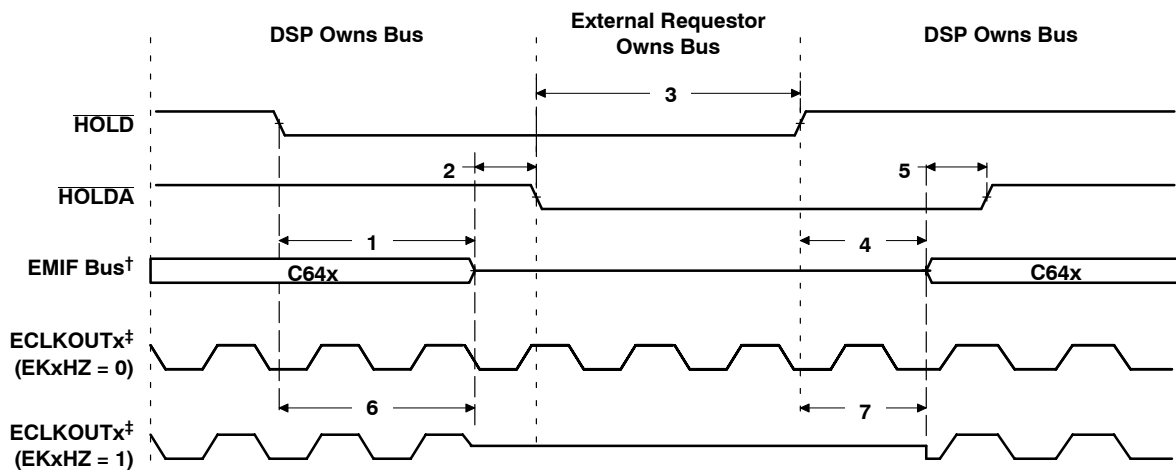 DSP Owns Bus
External Requestor
Owns Bus
DSP Owns Bus
3
HOLD
2
5
HOLDA
1
4
EMIF Bus†
C64x
C64x
ECLKOUTx‡
(EKxHZ = 0)
6
7
ECLKOUTx‡
(EKxHZ = 1)